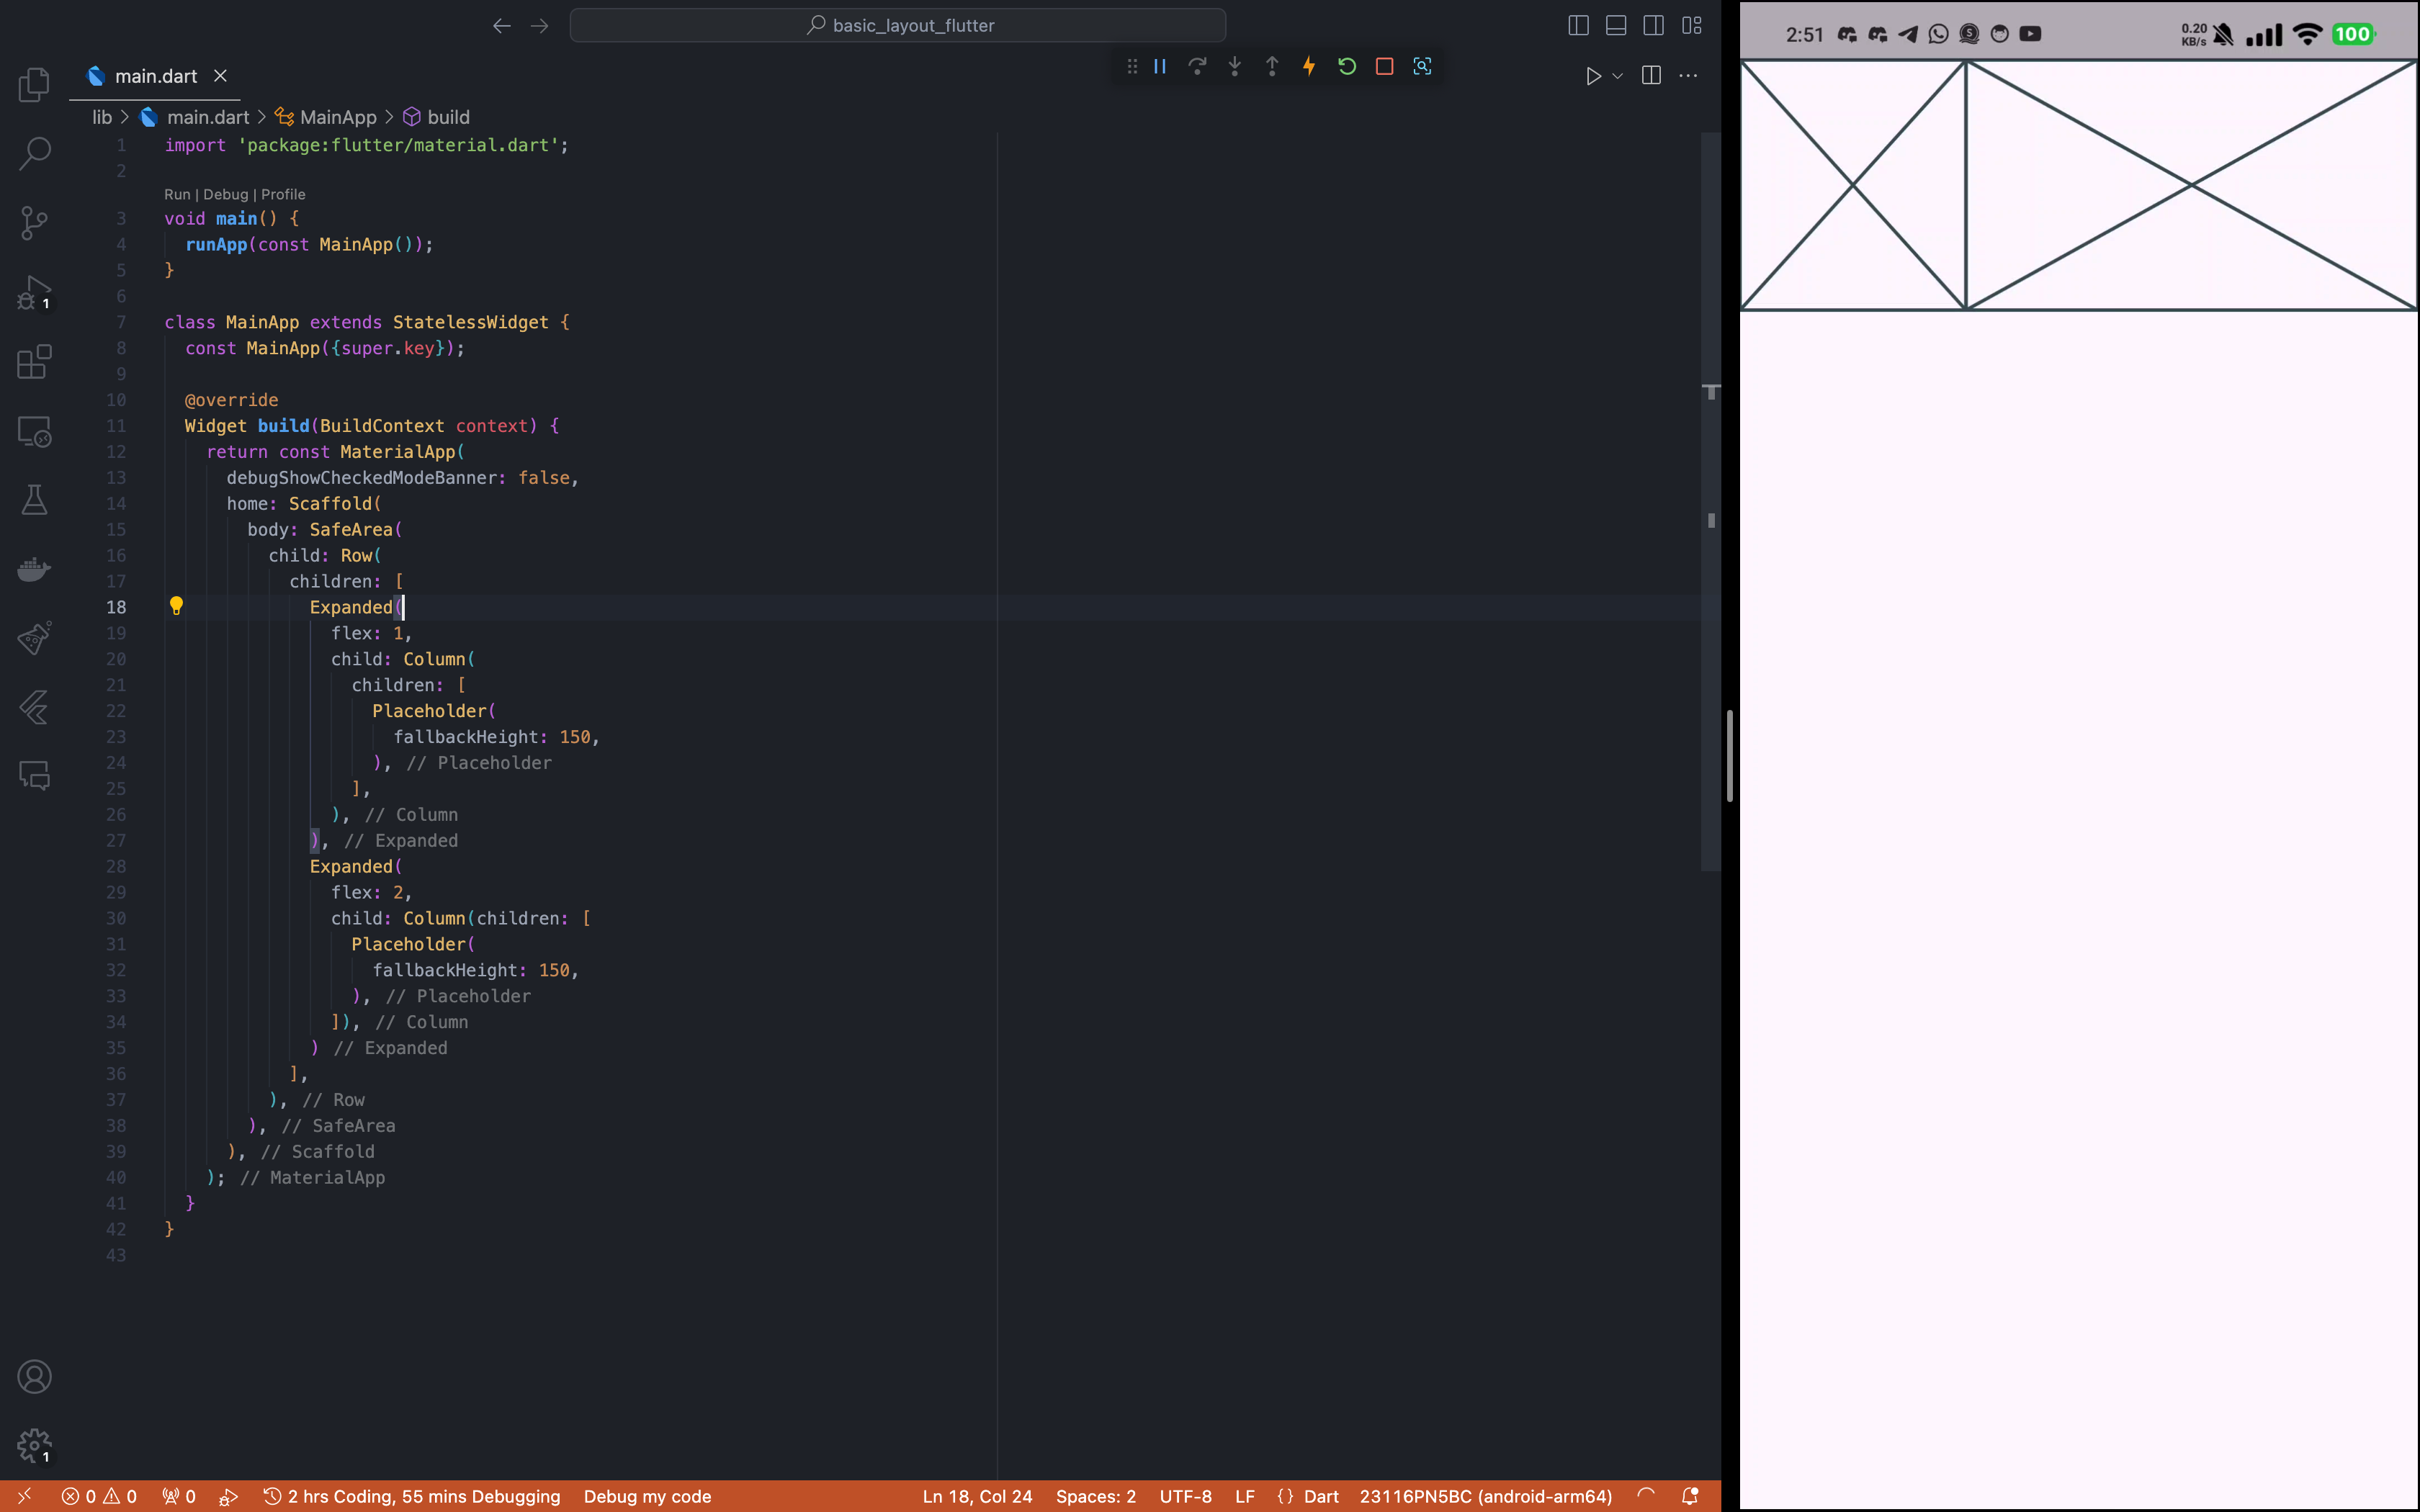 basic_layout_flutter
main.dart
lib > main.dart > MainApp > build
1 import 'package:flutter/material.dart';
2
Run | Debug | Profile
3 void main() {
4 runApp(const MainApp());
5 }
6
7 class MainApp extends StatelessWidget {
8 const MainApp({super.key});
9
10 @override
11 Widget build(BuildContext context) {
12 return const MaterialApp(
13 debugShowCheckedModeBanner: false,
14 home: Scaffold(
15 body: SafeArea(
16 child: Row(
17 children: [
18 Expanded(
19 flex: 1,
20 child: Column(
21 children: [
22 Placeholder(
23 fallbackHeight: 150,
24 ), // Placeholder
25 ],
26 ), // Column
27 ), // Expanded
28 Expanded(
29 flex: 2,
30 child: Column(children: [
31 Placeholder(
32 fallbackHeight: 150,
33 ), // Placeholder
34 ]), // Column
35 ) // Expanded
36 ],
37 ), // Row
38 ), // SafeArea
39 ), // Scaffold
40 ); // MaterialApp
41 }
42 }
43
1
1
0 0 0 2 hrs Coding, 55 mins Debugging Debug my code Ln 18, Col 24 Spaces: 2 UTF-8 LF {} Dart 23116PN5BC (android-arm64)
2:51 0.20 KB/s 100